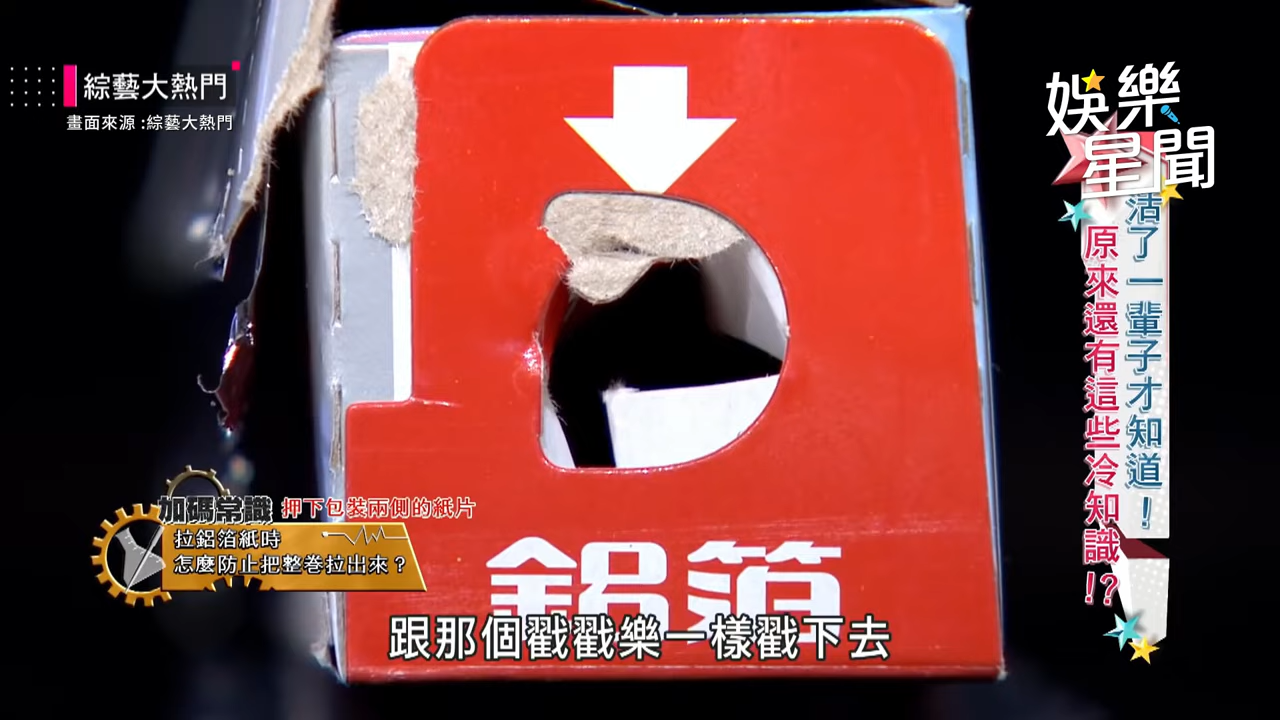 綜藝大熱門
畫面來源:綜藝大熱門
娛樂
星聞
活了一輩子才知道！
原來還有這些冷知識!?
加碼常識 押下包裝兩側的紙片
拉鋁箔紙時
怎麼防止把整卷拉出來？
鋁箔
跟那個戳戳樂一樣戳下去